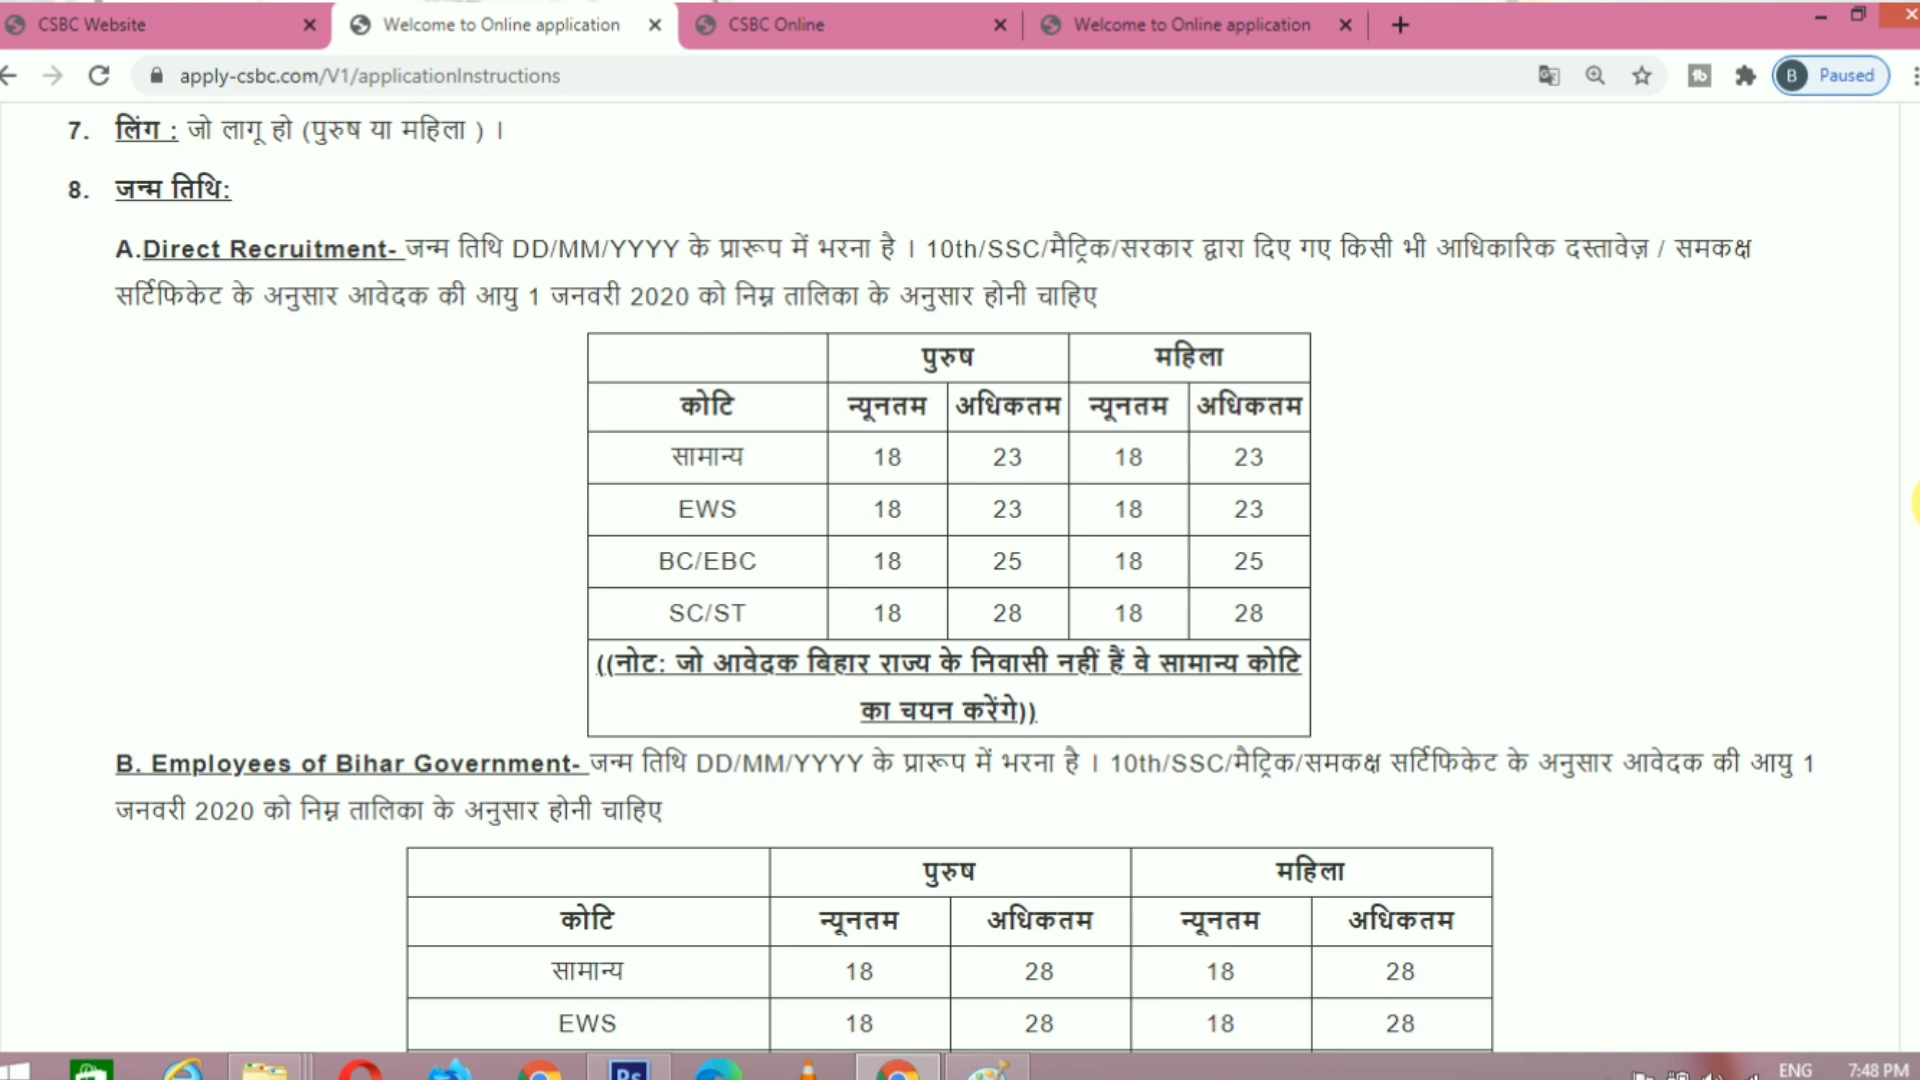 CSBC Website
Welcome to Online application
CSBC Online
Welcome to Online application
apply-csbc.com/V1/applicationInstructions
B Paused
7. लिंग : जो लागू हो (पुरुष या महिला ) ।
8. जन्म तिथि:
A.Direct Recruitment- जन्म तिथि DD/MM/YYYY के प्रारूप में भरना है । 10th/SSC/मैट्रिक/सरकार द्वारा दिए गए किसी भी आधिकारिक दस्तावेज़ / समकक्ष
सर्टिफिकेट के अनुसार आवेदक की आयु 1 जनवरी 2020 को निम्न तालिका के अनुसार होनी चाहिए
पुरुष महिला
कोटि न्यूनतम अधिकतम न्यूनतम अधिकतम
सामान्य 18 23 18 23
EWS 18 23 18 23
BC/EBC 18 25 18 25
SC/ST 18 28 18 28
((नोट: जो आवेदक बिहार राज्य के निवासी नहीं हैं वे सामान्य कोटि
का चयन करेंगे))
B. Employees of Bihar Government- जन्म तिथि DD/MM/YYYY के प्रारूप में भरना है । 10th/SSC/मैट्रिक/समकक्ष सर्टिफिकेट के अनुसार आवेदक की आयु 1
जनवरी 2020 को निम्न तालिका के अनुसार होनी चाहिए
पुरुष महिला
कोटि न्यूनतम अधिकतम न्यूनतम अधिकतम
सामान्य 18 28 18 28
EWS 18 28 18 28
Ps
ENG 7:48 PM